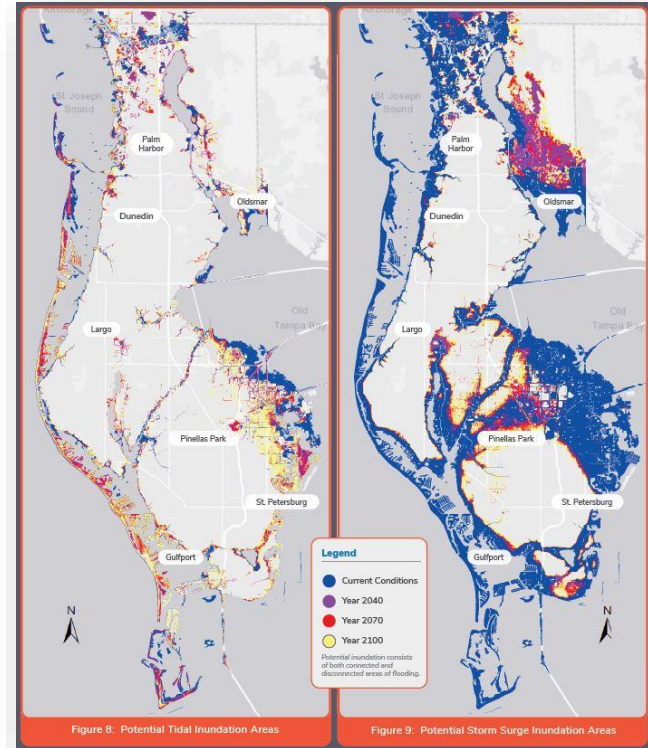 Anchorage
St Joseph
Sound
Palm
Harbor
Oldsmar
Dunedin
Largo
Pinellas Park
St. Petersburg
Gulfport
N
Figure 8: Potential Tidal Inundation Areas
Anchorage
St Joseph
Sound
Palm
Harbor
Oldsmar
Dunedin
Old
Tampa Bay
Largo
Pinellas Park
St. Petersburg
Gulfport
N
Figure 9: Potential Storm Surge Inundation Areas
Old
Tampa Bay
Legend
Current Conditions
Year 2040
Year 2070
Year 2100
Potential inundation consists
of both connected and
disconnected areas of flooding.